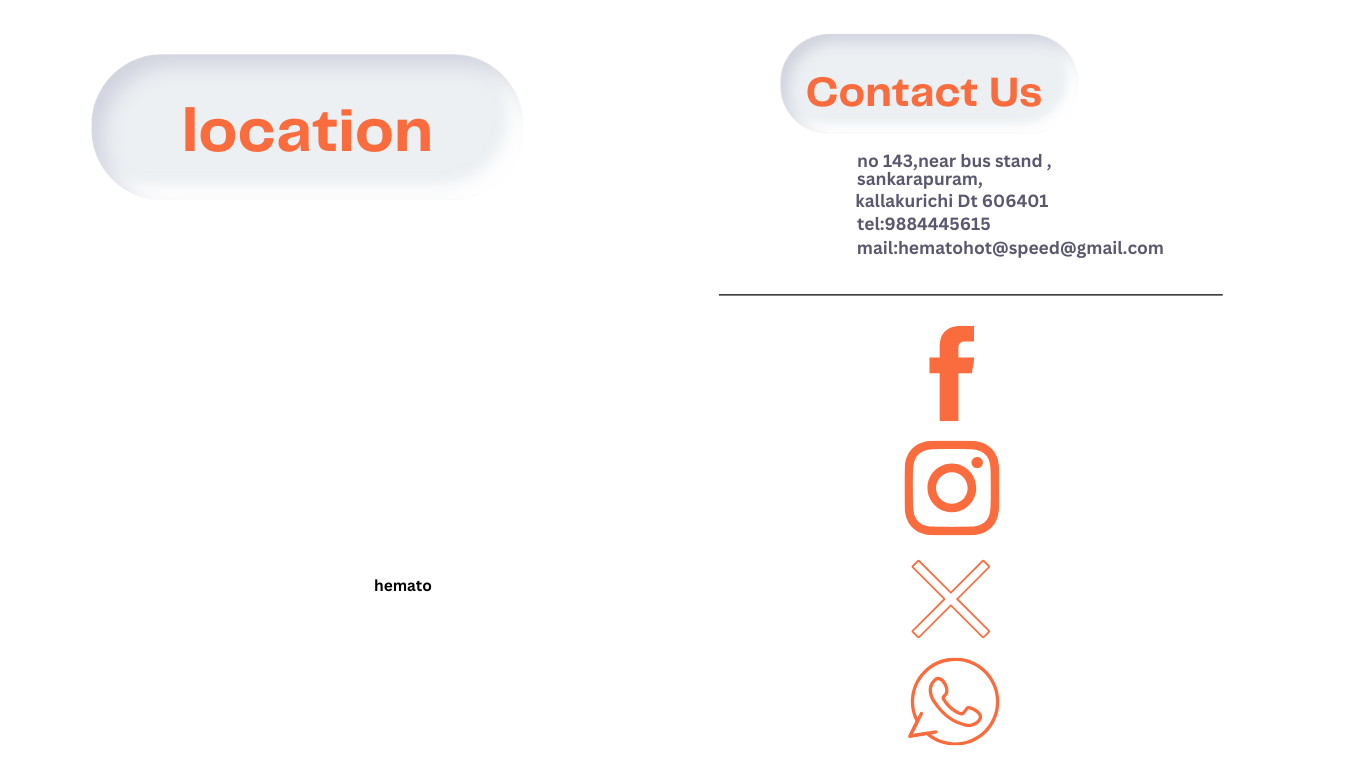 location
hemato
Contact Us
no 143,near bus stand ,
sankarapuram,
kallakurichi Dt 606401
tel:9884445615
mail:hematohot@speed@gmail.com